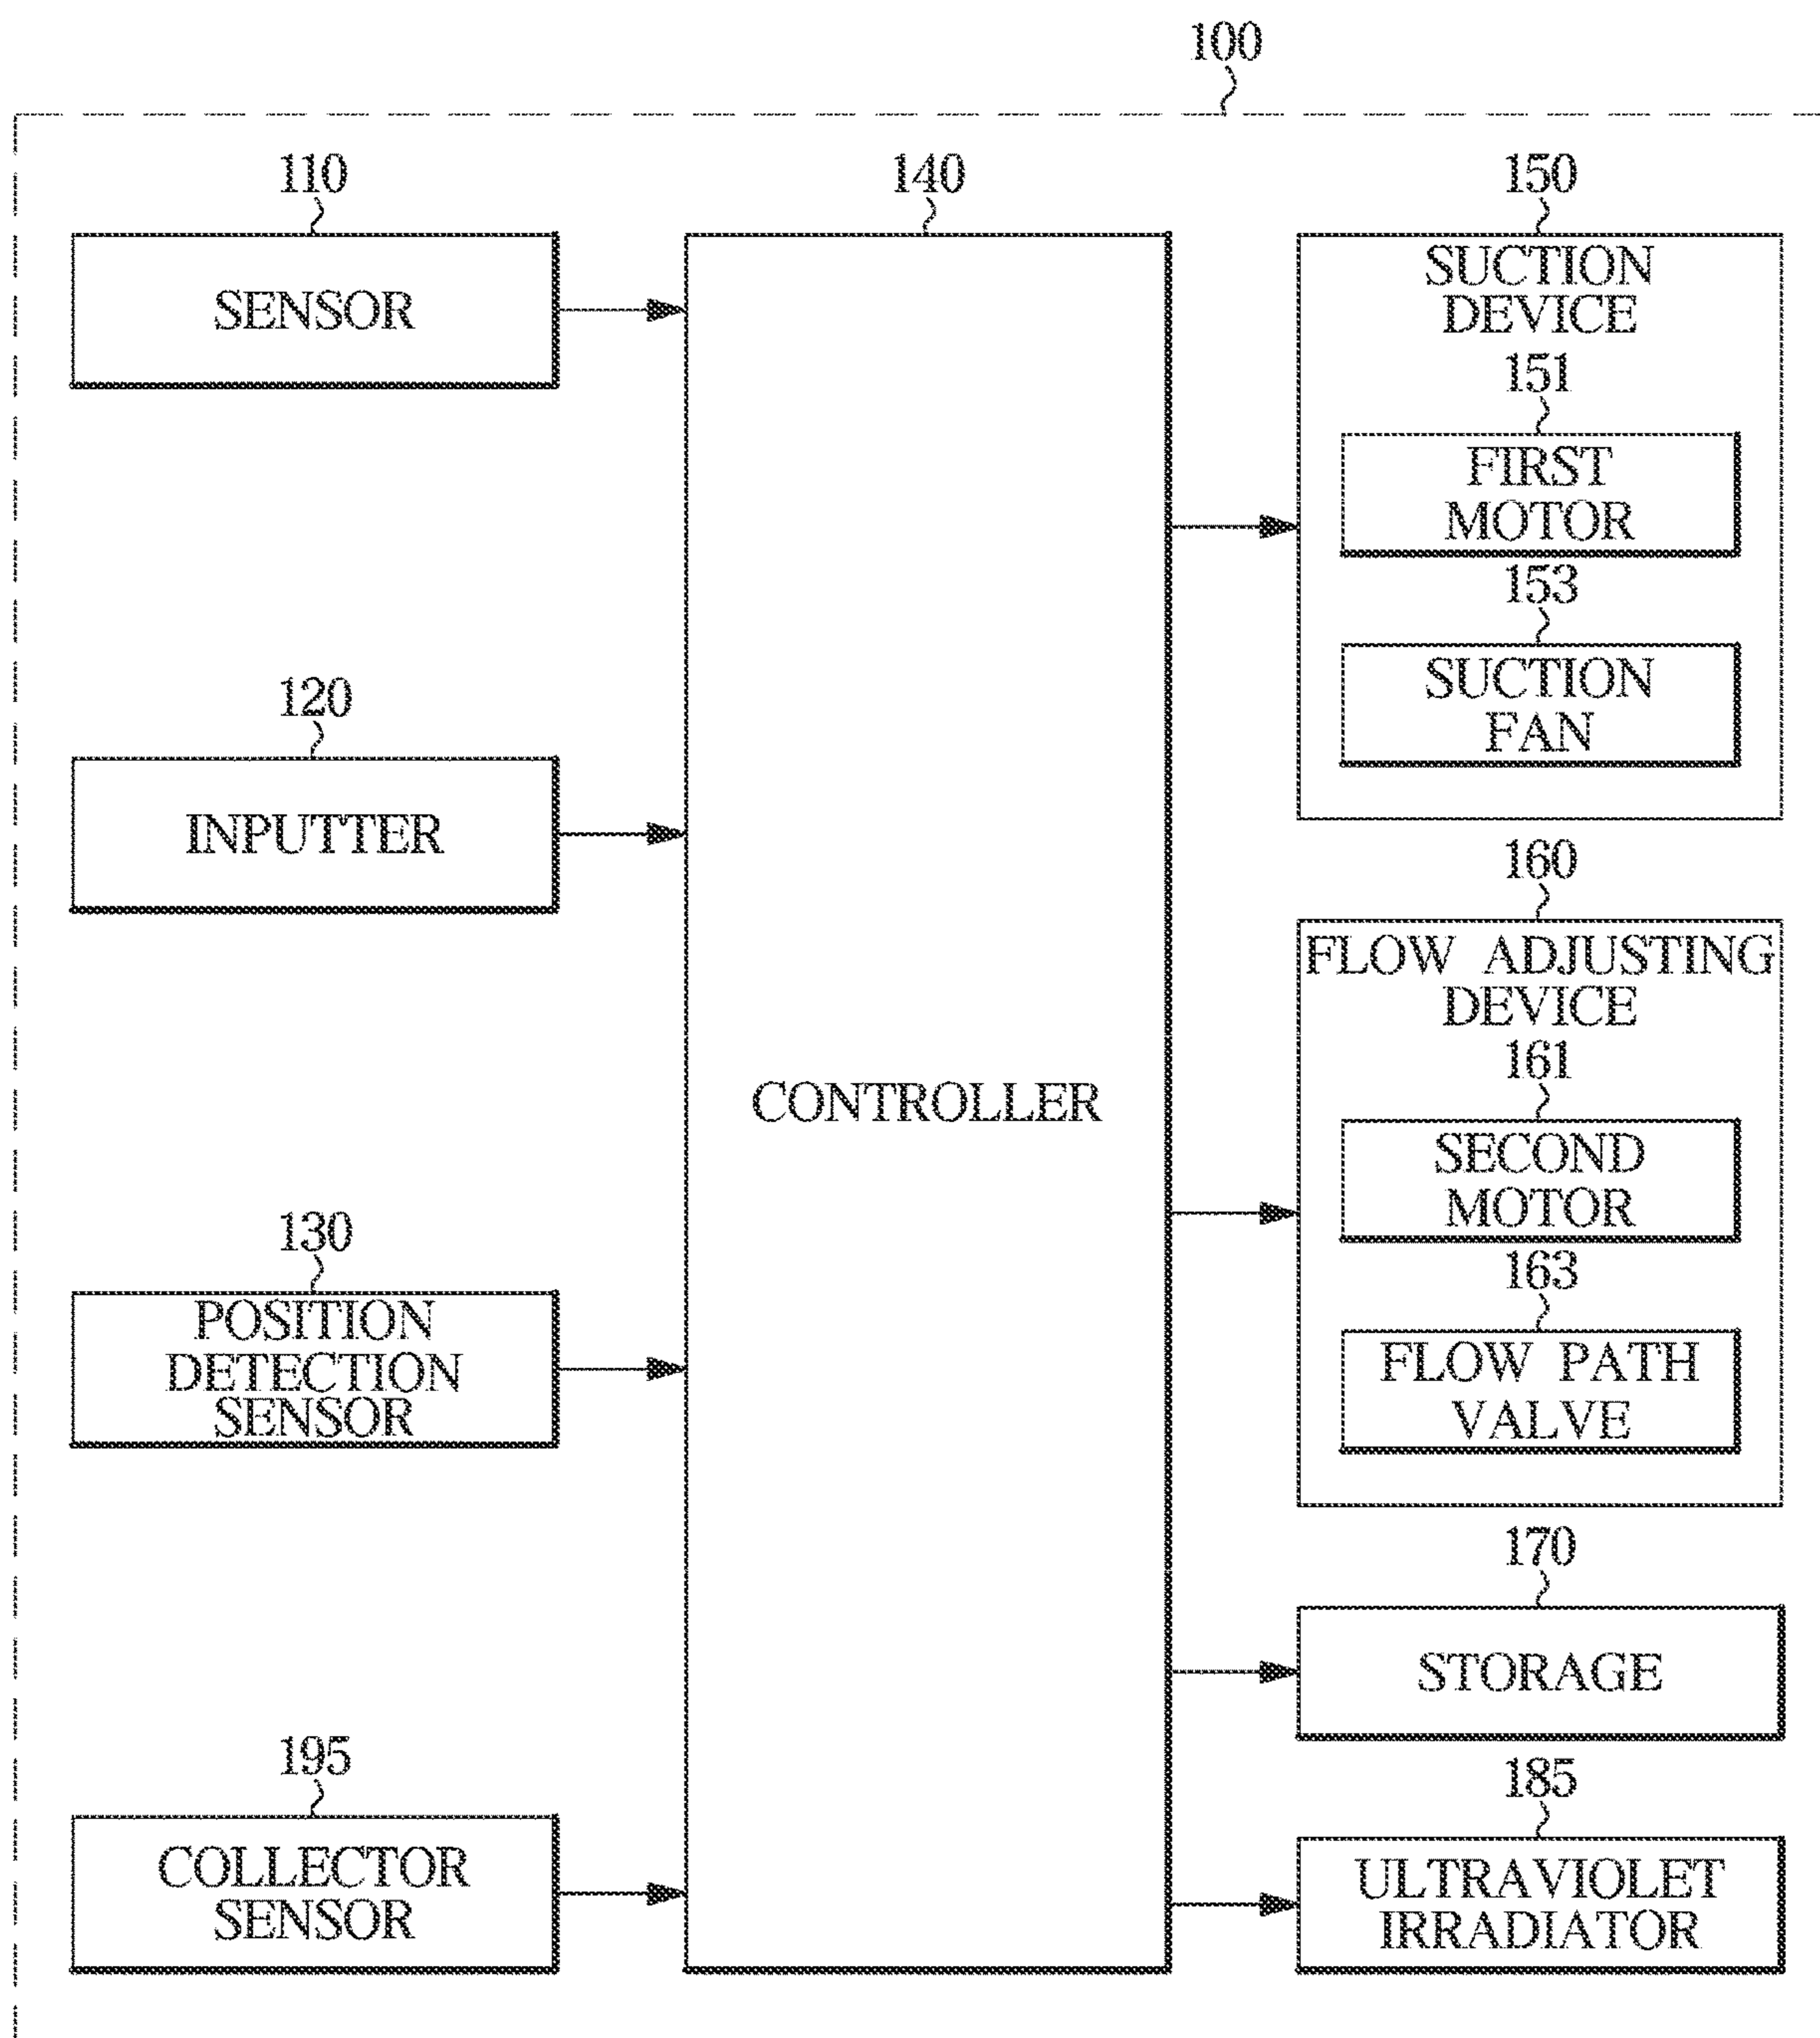 100
110
SENSOR
120
INPUTTER
130
POSITION
DETECTION
SENSOR
195
COLLECTOR
SENSOR
140
CONTROLLER
150
SUCTION
DEVICE
151
FIRST
MOTOR
153
SUCTION
FAN
160
FLOW ADJUSTING
DEVICE
161
SECOND
MOTOR
163
FLOW PATH
VALVE
170
STORAGE
185
ULTRAVIOLET
IRRADIATOR